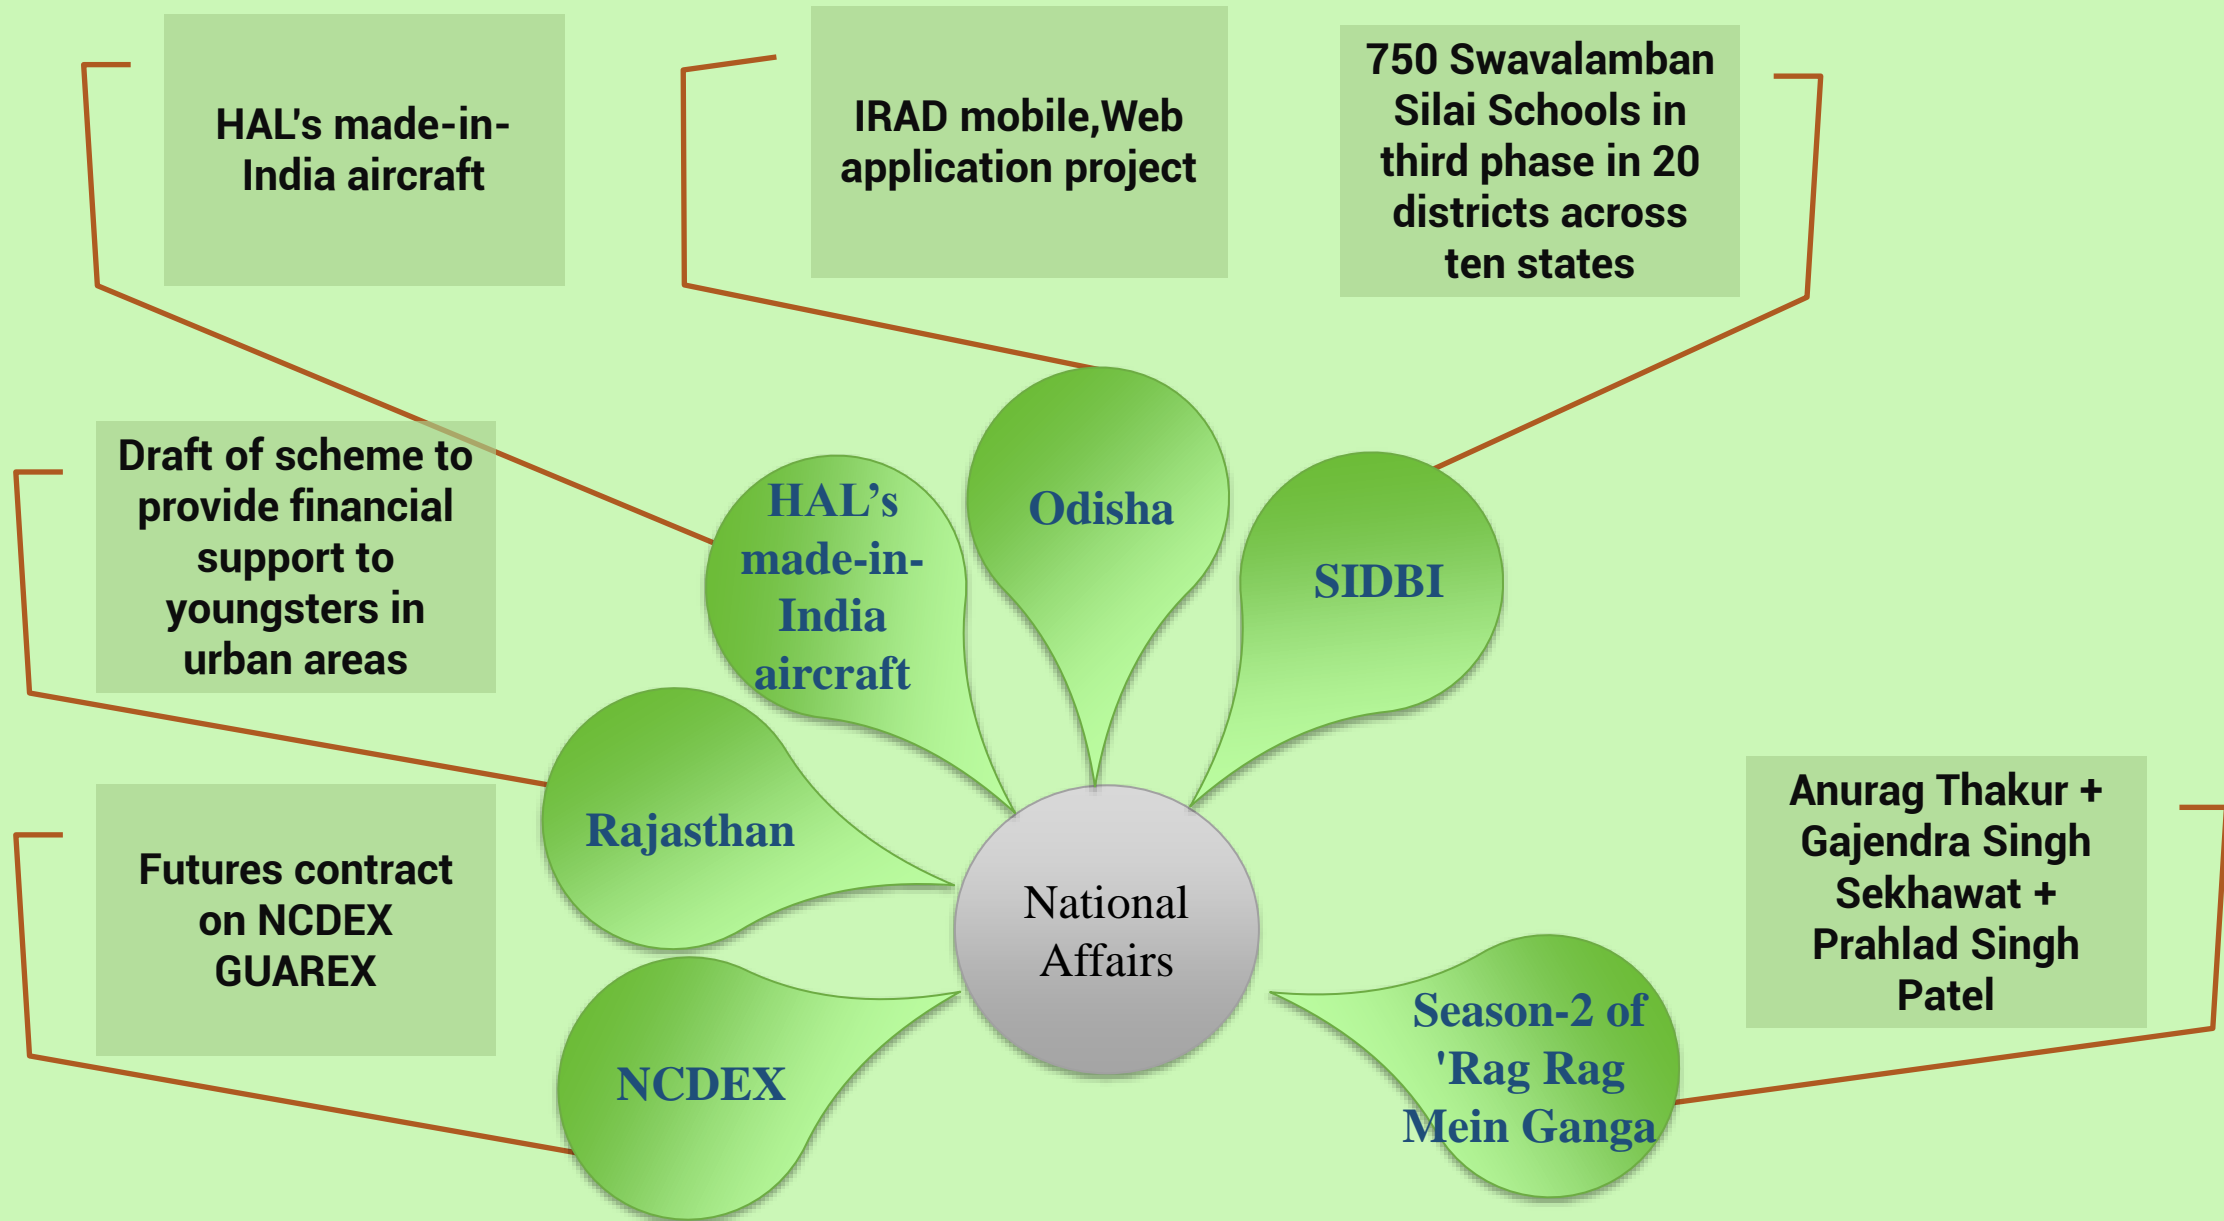 HAL's made-in-
India aircraft
IRAD mobile,Web
application project
750 Swavalamban
Silai Schools in
third phase in 20
districts across
ten states
Draft of scheme to
provide financial
support to
youngsters in
urban areas
HAL’s
made-in-
India
aircraft
Odisha
SIDBI
Rajasthan
Futures contract
on NCDEX
GUAREX
NCDEX
National
Affairs
Anurag Thakur +
Gajendra Singh
Sekhawat +
Prahlad Singh
Patel
Season-2 of
'Rag Rag
Mein Ganga